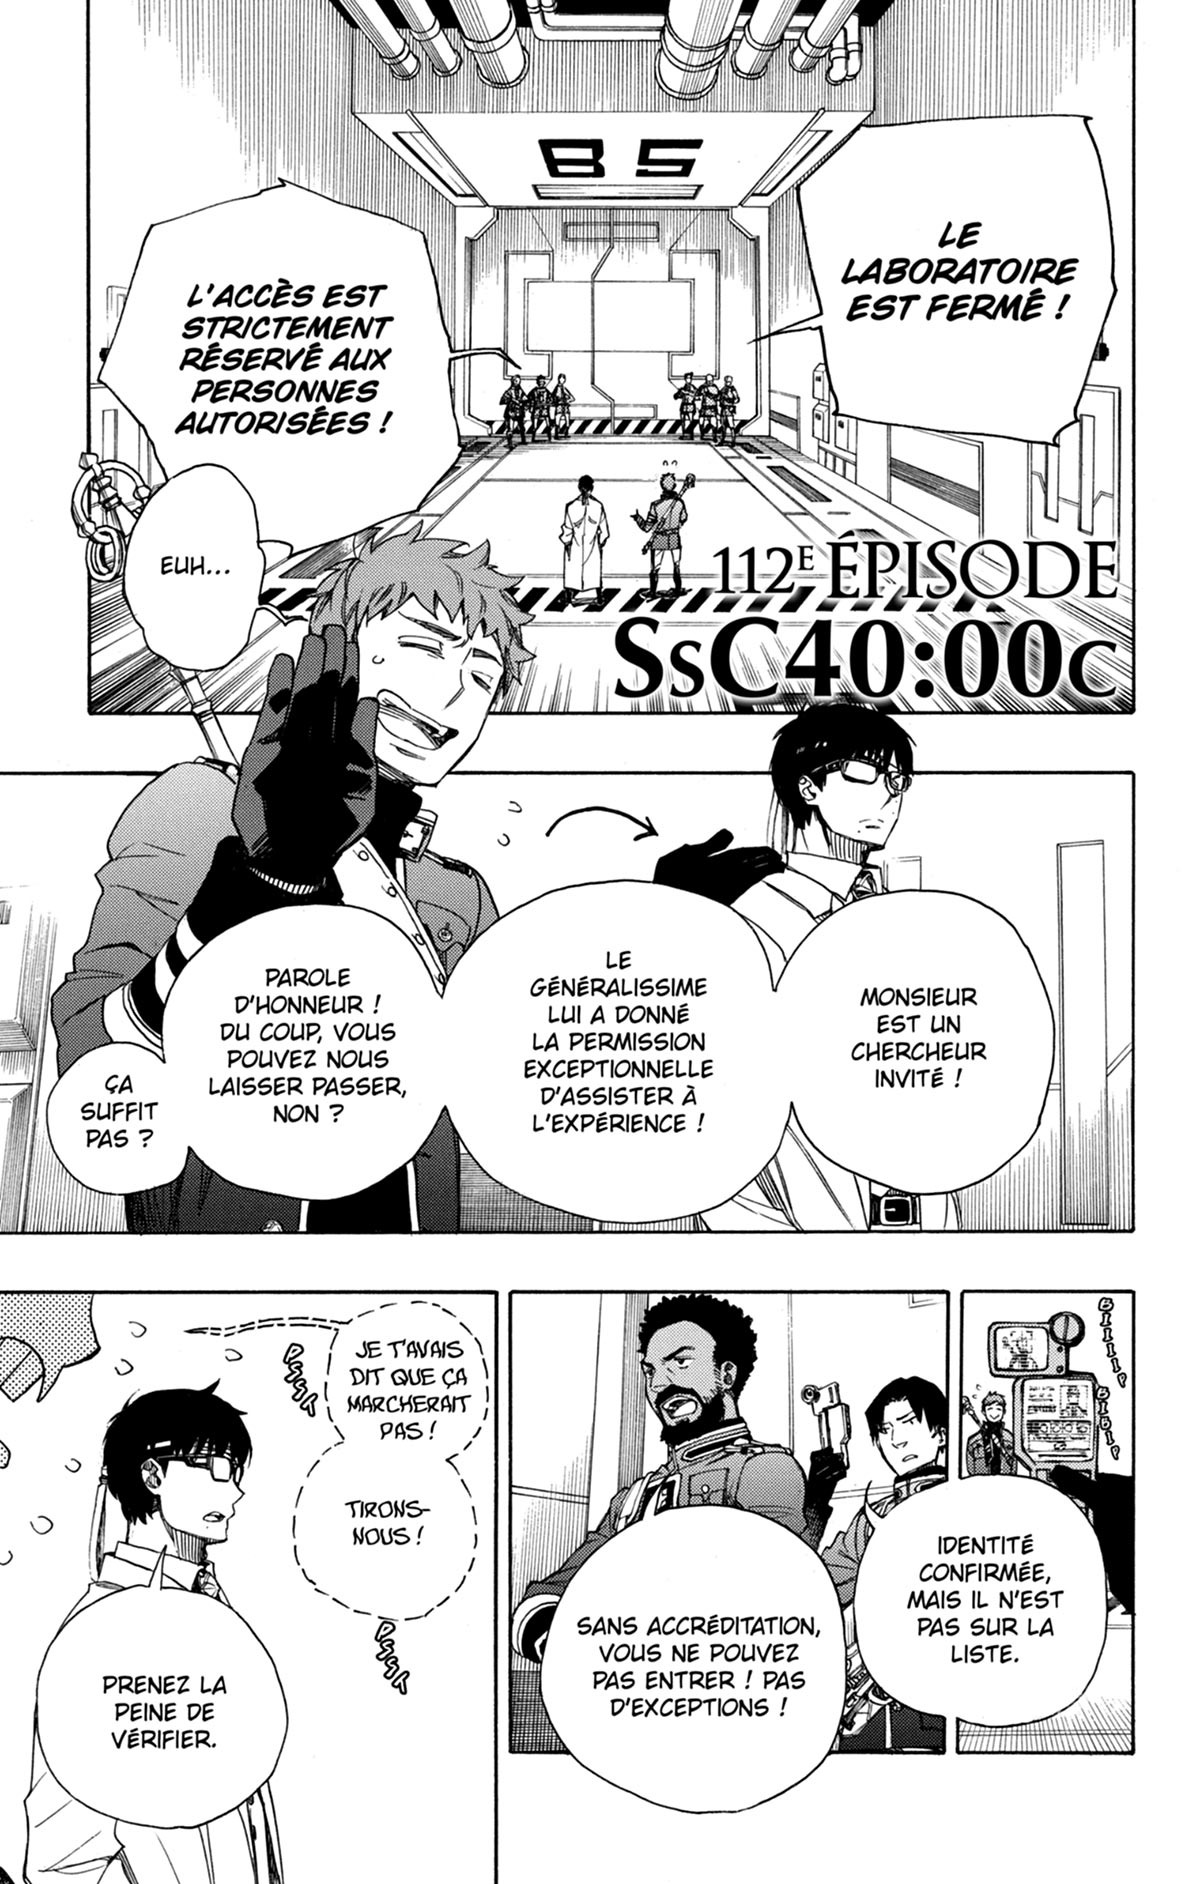 B5
LE
LABORATOIRE
EST FERMÉ !
L'ACCÈS EST
STRICTEMENT
RÉSERVÉ AUX
PERSONNES
AUTORISÉES !
EUH...
112E ÉPISODE
SSC40:00C
MONSIEUR
EST UN
CHERCHEUR
INVITÉ !
LE
GÉNÉRALISSIME
LUI A DONNÉ
LA PERMISSION
EXCEPTIONNELLE
D'ASSISTER À
L'EXPÉRIENCE !
PAROLE
D'HONNEUR !
DU COUP, VOUS
POUVEZ NOUS
LAISSER PASSER,
NON ?
ÇA
SUFFIT
PAS ?
BIIIIP
BIBIP
IDENTITÉ
CONFIRMÉE,
MAIS IL N'EST
PAS SUR LA
LISTE.
SANS ACCRÉDITATION,
VOUS NE POUVEZ
PAS ENTRER ! PAS
D'EXCEPTIONS !
JE T'AVAIS
DIT QUE ÇA
MARCHERAIT
PAS !
PSSK
TIRONS-
NOUS !
PSSK
PRENEZ LA
PEINE DE
VÉRIFIER.